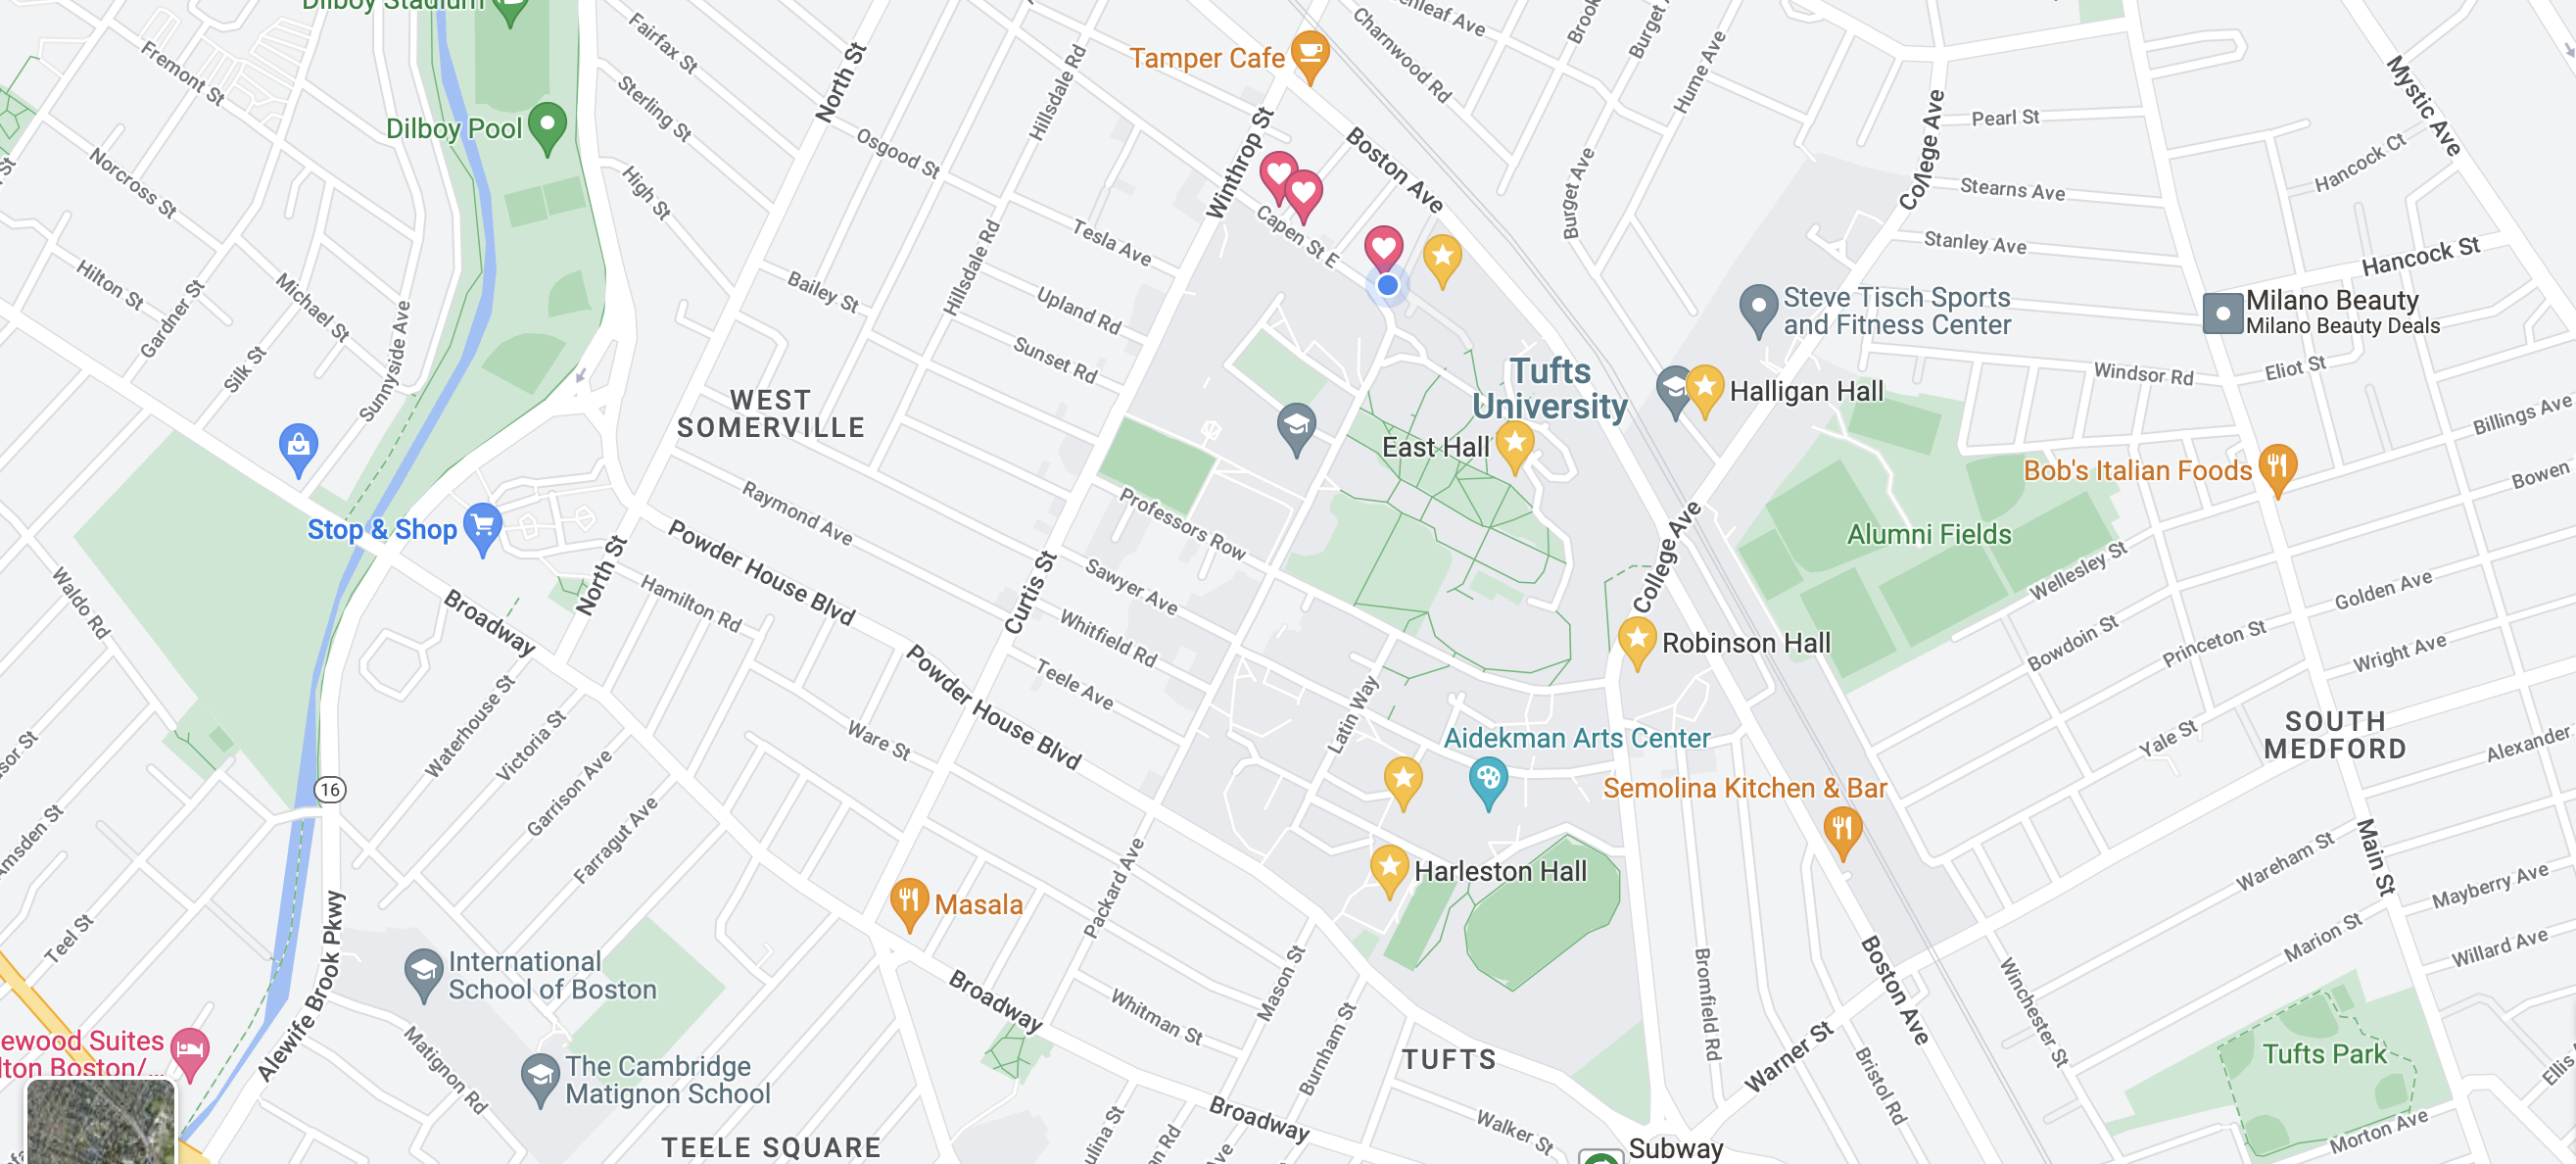 Dilboy Stadium
Fairfax St
North St
Hillsdale Rd
Tamper Cafe
Charnwood Rd
Hume Ave
Mystic Ave
Fremont St
Sterling St
Dilboy Pool
Osgood St
Winthrop St
Boston Ave
College Ave
Pearl St
Hancock Ct
Norcross St
High St
Capen St E
Burget Ave
Stearns Ave
Stanley Ave
Hancock St
Tesla Ave
Hillsdale Rd
Hilton St
Gardner St
Michael St
Bailey St
Upland Rd
Steve Tisch Sports
and Fitness Center
Milano Beauty
Milano Beauty Deals
Silk St
Sunnyside Ave
Sunset Rd
Windsor Rd
Eliot St
WEST
SOMERVILLE
Tufts
University
Halligan Hall
East Hall
Billings Ave
Bowen
Bob's Italian Foods
Stop & Shop
Raymond Ave
Professors Row
College Ave
Alumni Fields
Powder House Blvd
North St
Waldo Rd
Broadway
Hamilton Rd
Curtis St
Sawyer Ave
Whitfield Rd
Wellesley St
Golden Ave
Robinson Hall
Bowdoin St
Princeton St
Wright Ave
Powder House Blvd
Teele Ave
Latin Way
Waterhouse St
Victoria St
Ware St
Aidekman Arts Center
Yale St
SOUTH
MEDFORD
Alexander
16
Garrison Ave
Farragut Ave
Semolina Kitchen & Bar
Wareham St
Main St
Mayberry Ave
Packard Ave
Harleston Hall
Masala
Teel St
Alewife Brook Pkwy
International
School of Boston
Mason St
Bromfield Rd
Boston Ave
Winchester St
Marion St
Willard Ave
Broadway
Whitman St
Burnham St
TUFTS
Warner St
Bristol Rd
Tufts Park
ewood Suites
lton Boston/...
Matignon Rd
The Cambridge
Matignon School
Broadway
Walker St
Morton Ave
TEELE SQUARE
Subway